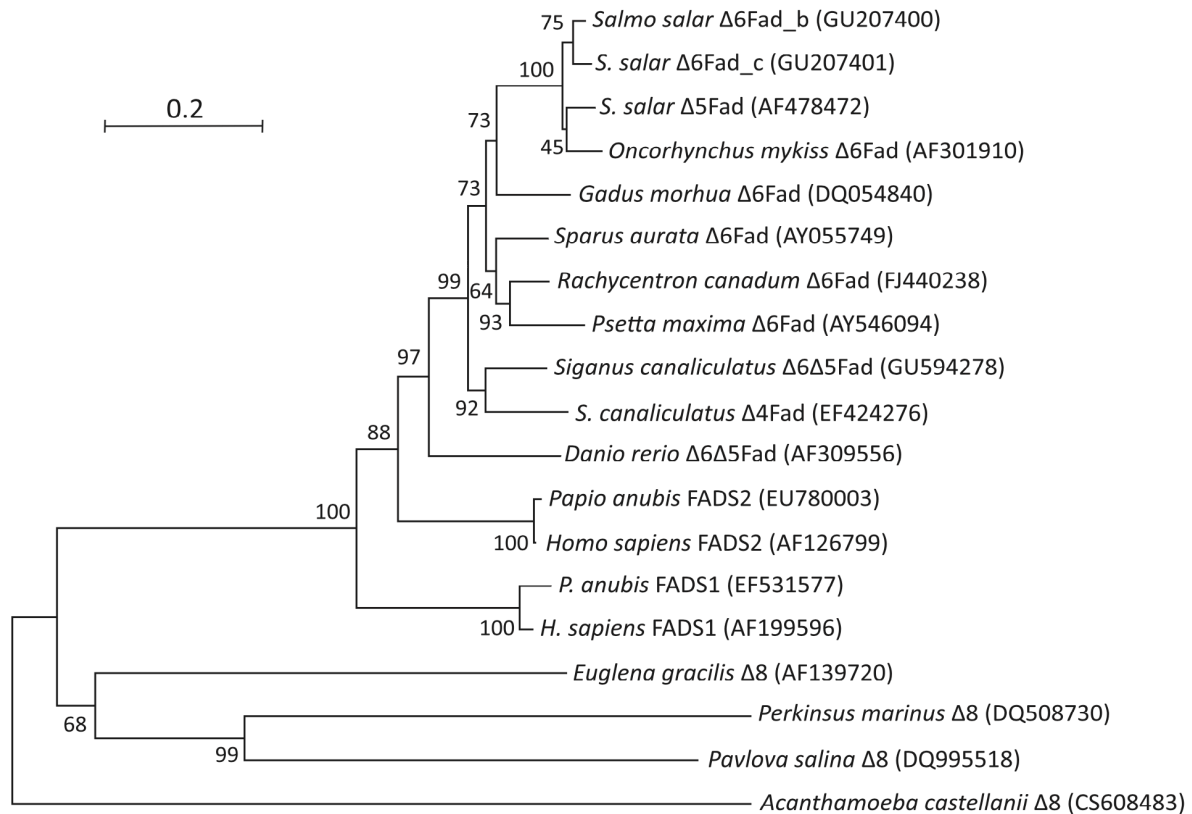 75
Salmo salar Δ6Fad_b (GU207400)
S. salar Δ6Fad_c (GU207401)
100
0.2
S. salar Δ5Fad (AF478472)
73
45
Oncorhynchus mykiss Δ6Fad (AF301910)
73
Gadus morhua Δ6Fad (DQ054840)
Sparus aurata Δ6Fad (AY055749)
99
64
Rachycentron canadum Δ6Fad (FJ440238)
93
Psetta maxima Δ6Fad (AY546094)
97
Siganus canaliculatus Δ6Δ5Fad (GU594278)
92
S. canaliculatus Δ4Fad (EF424276)
88
Danio rerio Δ6Δ5Fad (AF309556)
Papio anubis FADS2 (EU780003)
100
100
Homo sapiens FADS2 (AF126799)
P. anubis FADS1 (EF531577)
100
H. sapiens FADS1 (AF199596)
Euglena gracilis Δ8 (AF139720)
68
Perkinsus marinus Δ8 (DQ508730)
99
Pavlova salina Δ8 (DQ995518)
Acanthamoeba castellanii Δ8 (CS608483)